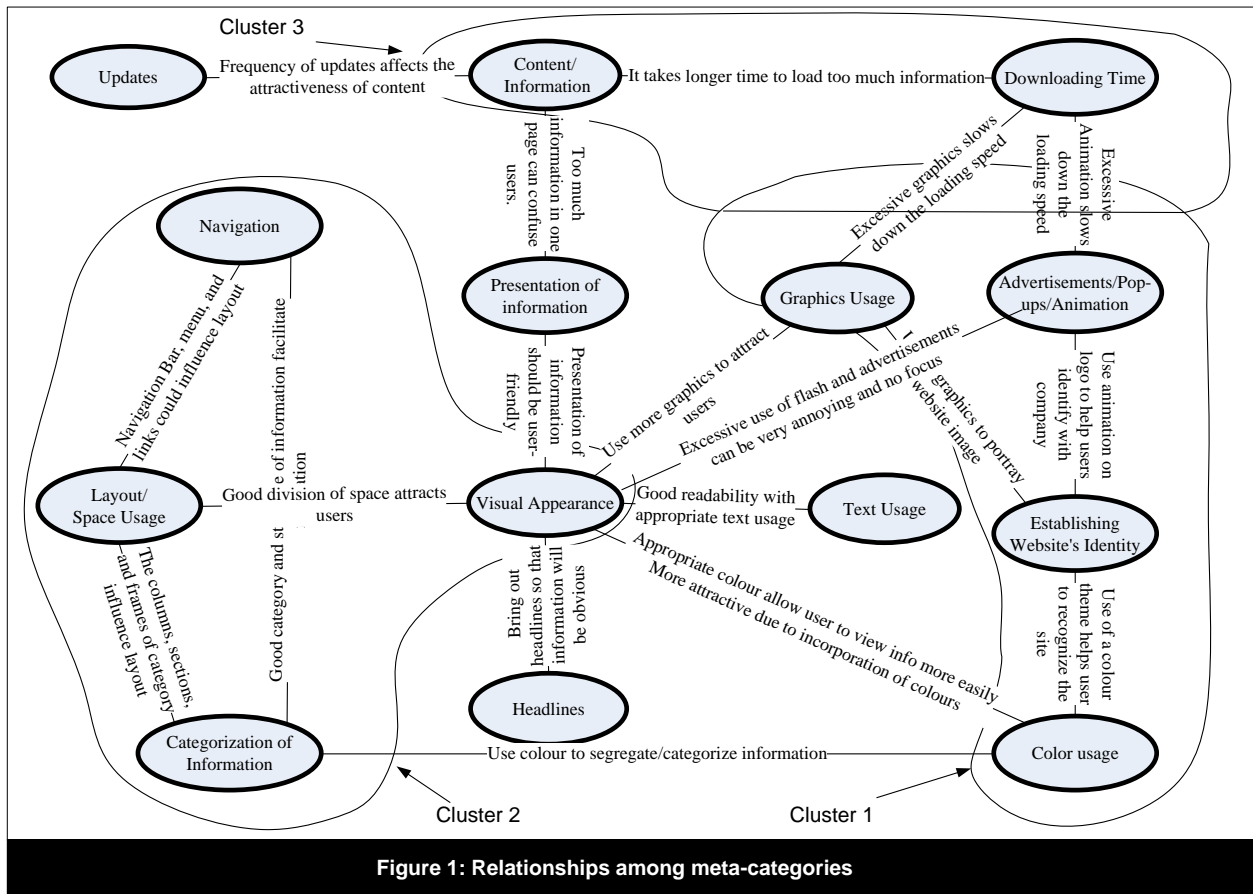 Cluster 3
Updates
Frequency of updates affects the
attractiveness of content
Content/
Information
It takes longer time to load too much information
Downloading Time
Too much
information in one
page can confuse
users.
Excessive graphics slows
down the loading speed
Excessive
Animation slows
down the
loading speed
Navigation
Presentation of
information
Graphics Usage
Advertisements/Pop-
ups/Animation
Navigation Bar, menu, and
links could influence layout
Good category and st
e of information facilitate
tion
Presentation of
information
should be user-
friendly
Use more graphics to attract
users
Excessive use of flash and advertisements
can be very annoying and no focus
graphics to portray
website image
Use animation on
logo to help users
identify with
company
Layout/
Space Usage
Good division of space attracts
users
Visual Appearance
Good readability with
appropriate text usage
Text Usage
Establishing
Website's Identity
The columns, sections,
and frames of category
influence layout
Bring out
headlines so that
information will
be obvious
Appropriate colour allow user to view info more easily
More attractive due to incorporation of colours
Use of a colour
theme helps user
to recognize the
site
Headlines
Categorization of
Information
Use colour to segregate/categorize information
Color usage
Cluster 2
Cluster 1
Figure 1: Relationships among meta-categories